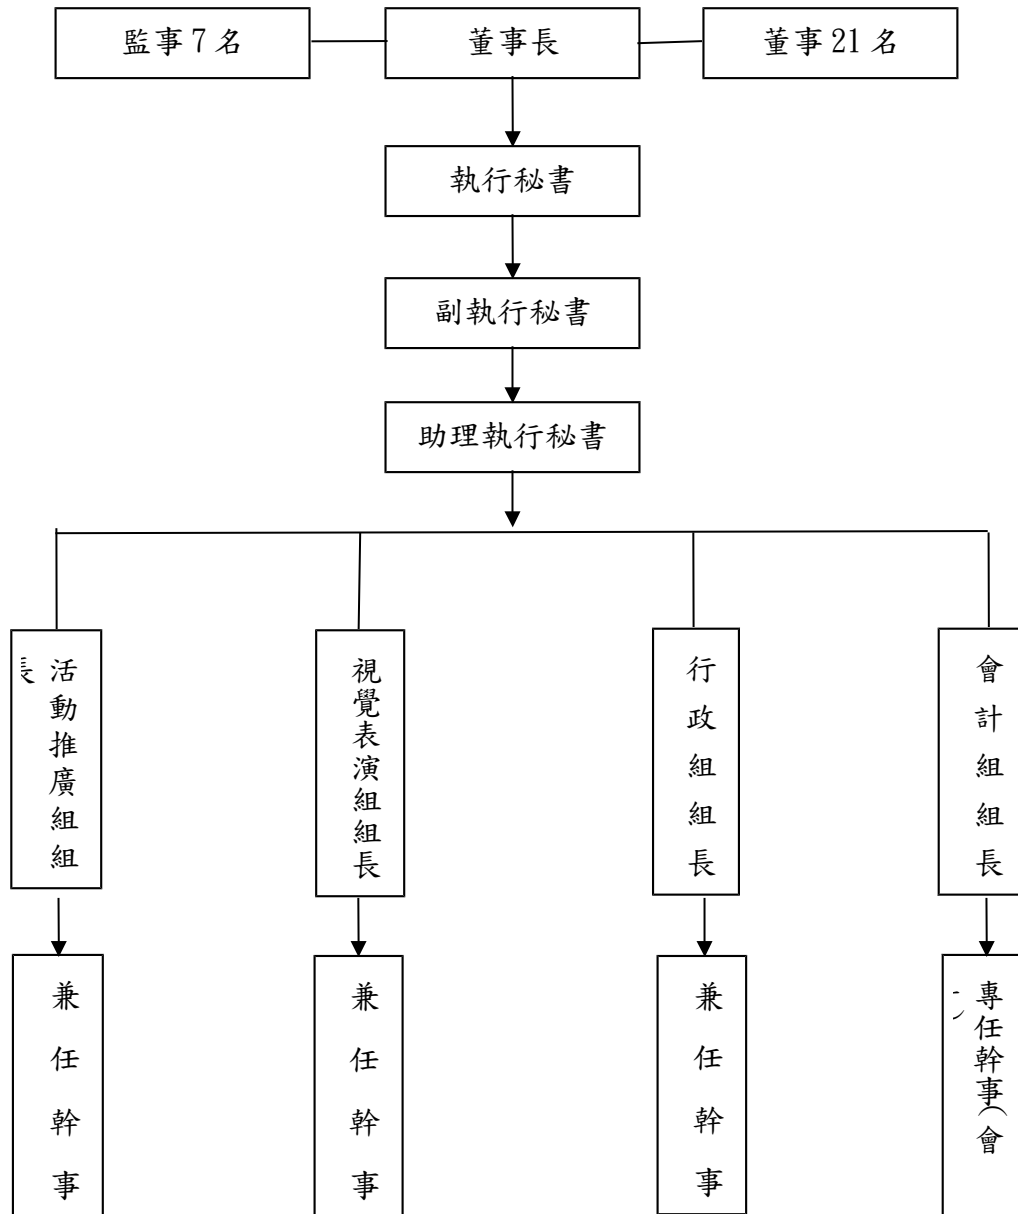 監事7名
董事長
董事21名
執行秘書
副執行秘書
助理執行秘書
活動推廣組組
長
視覺表演組組長
行政組組長
會計組組長
兼任幹事
兼任幹事
兼任幹事
專任幹事(會